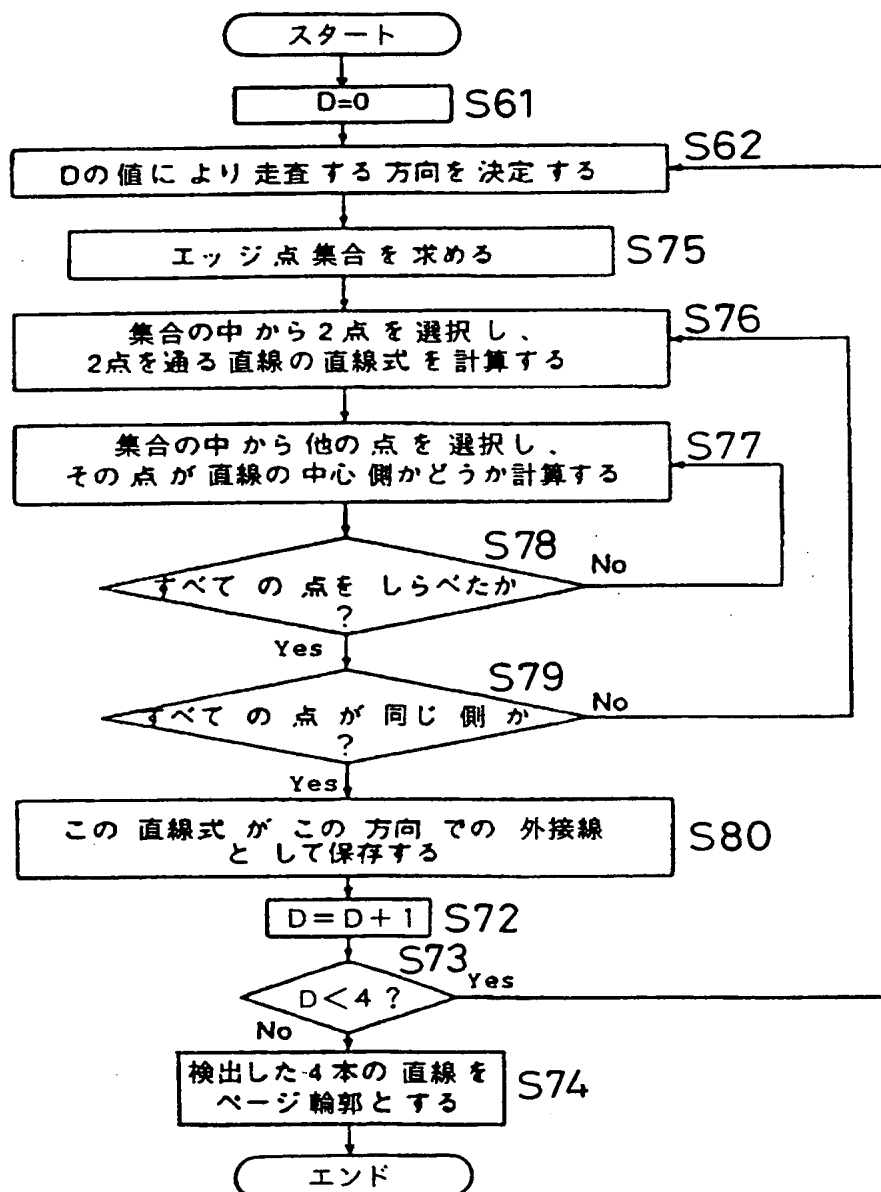 スタート
D=0
S61
S62
Dの値により走査する方向を決定する
エッジ点集合を求める
S75
S76
集合の中から2点を選択し、
2点を通る直線の直線式を計算する
集合の中から他の点を選択し、
S77
その点が直線の中心側かどうか計算する
S78
No
すべての点をしらべたか
?
Yes
S79
No
すべての点が同じ側か
?
Yes
この直線式がこの方向での外接線
として保存する
S80
D=D+1
S72
S73
Yes
D<4?
No
検出した4本の直線を
ページ輪郭とする
S74
エンド